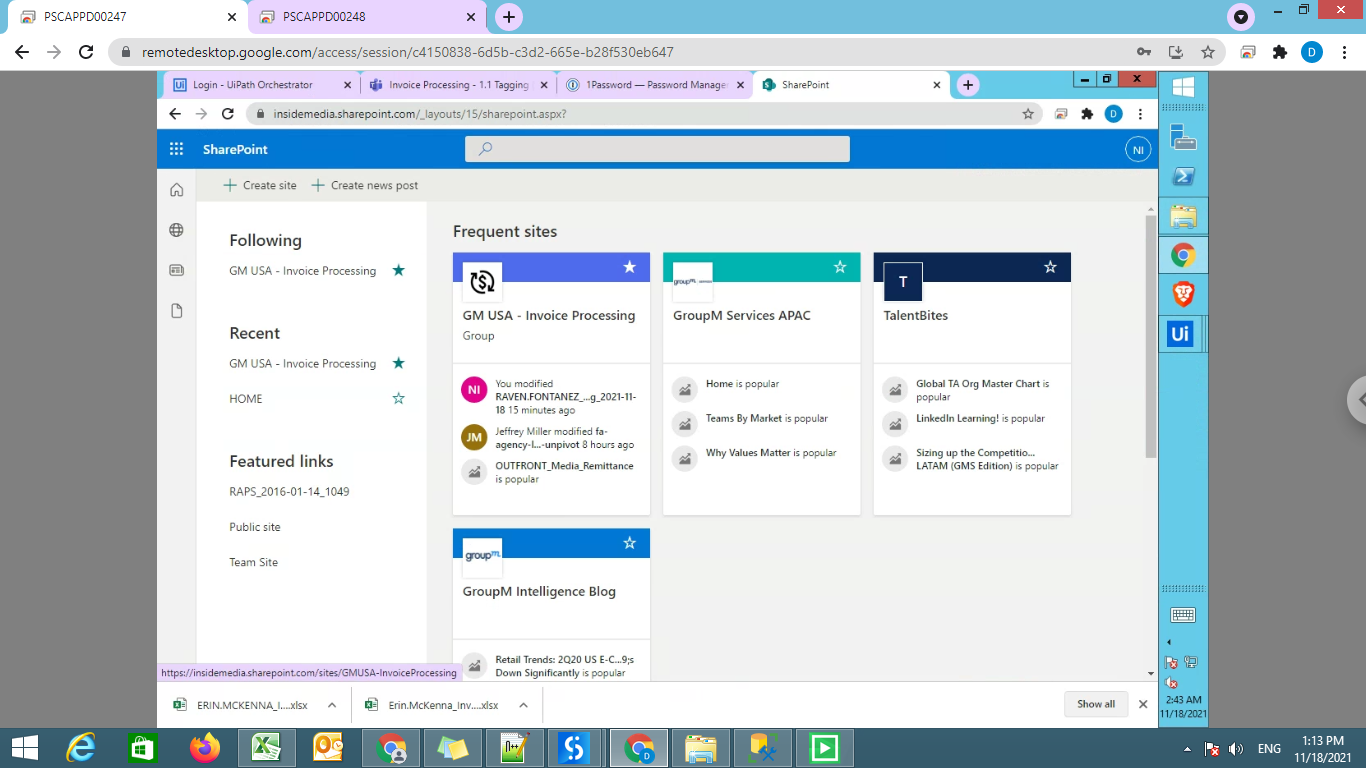 PSCAPPD00247
PSCAPPD00248
remotedesktop.google.com/access/session/c4150838-6d5b-c3d2-665e-b28f530eb647
D
Ui Login - UiPath Orchestrator
Invoice Processing - 1.1 Tagging
1Password — Password Manage
SharePoint
insidemedia.sharepoint.com/_layouts/15/sharepoint.aspx?
D
SharePoint
NI
Create site
Create news post
Following
GM USA - Invoice Processing
Recent
GM USA - Invoice Processing
HOME
Featured links
RAPS_2016-01-14_1049
Public site
Team Site
Frequent sites
GM USA - Invoice Processing
Group
NI
You modified
RAVEN.FONTANEZ_...g_2021-11-
18 15 minutes ago
JM
Jeffrey Miller modified fa-
agency-l...-unpivot 8 hours ago
OUTFRONT_Media_Remittance
is popular
groupm
GroupM Services APAC
Home is popular
Teams By Market is popular
Why Values Matter is popular
T
TalentBites
Global TA Org Master Chart is
popular
LinkedIn Learning! is popular
Sizing up the Competitio...
LATAM (GMS Edition) is popular
groupm
GroupM Intelligence Blog
Retail Trends: 2Q20 US E-C...9;s
Down Significantly is popular
https://insidemedia.sharepoint.com/sites/GMUSA-InvoiceProcessing
ERIN.MCKENNA_I....xlsx
Erin.McKenna_Inv....xlsx
Show all
Ui
2:43 AM
11/18/2021
D
ENG
1:13 PM
11/18/2021